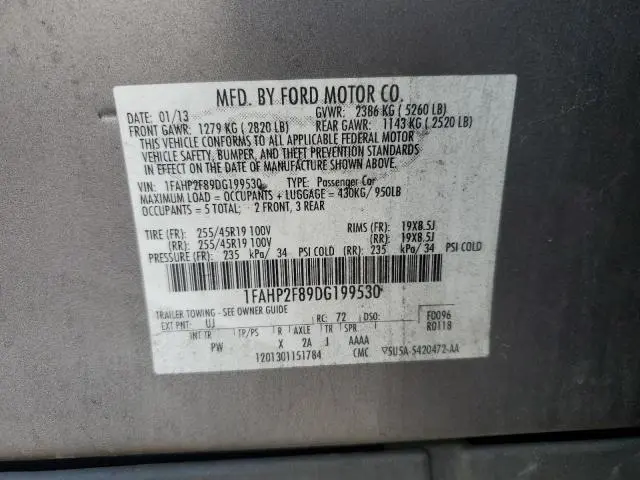 MFD. BY FORD MOTOR CO.
DATE: 01/13 GVWR: 2386 KG ( 5260 LB)
FRONT GAWR: 1279 KG ( 2820 LB) REAR GAWR: 1143 KG ( 2520 LB)
THIS VEHICLE CONFORMS TO ALL APPLICABLE FEDERAL MOTOR
VEHICLE SAFETY, BUMPER, AND THEFT PREVENTION STANDARDS
IN EFFECT ON THE DATE OF MANUFACTURE SHOWN ABOVE.
VIN: 1FAHP2F89DG199530 TYPE: Passenger Car
MAXIMUM LOAD = OCCUPANTS + LUGGAGE = 430KG/ 950LB
OCCUPANTS = 5 TOTAL: 2 FRONT, 3 REAR
TIRE (FR): 255/45R19 100V RIMS (FR): 19X8.5J
(RR): 255/45R19 100V (RR): 19X8.5J
PRESSURE (FR): 235 kPa/ 34 PSI COLD (RR): 235 kPa/ 34 PSI COLD
1FAHP2F89DG199530
TRAILER TOWING - SEE OWNER GUIDE
EXT PNT: UJ RC: 72 DSO: F0096
INT TR TP/PS R AXLE TR SPR R0118
PW X 2A J AAAA
1201301151784 CMC 5U5A-5420472-AA